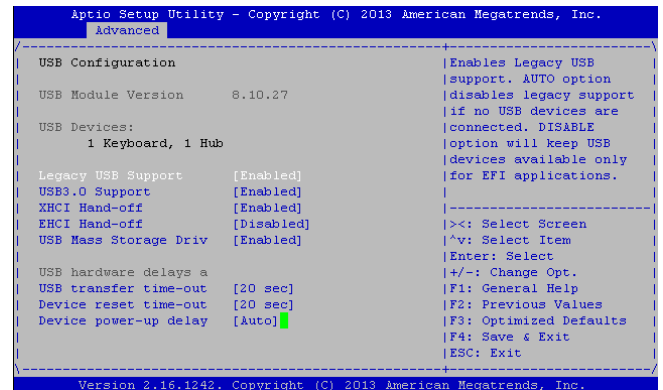 Aptio Setup Utility - Copyright (C) 2013 American Megatrends, Inc.
Advanced
USB Configuration
USB Module Version 8.10.27
USB Devices:
1 Keyboard, 1 Hub
Legacy USB Support [Enabled]
USB3.0 Support [Enabled]
XHCI Hand-off [Enabled]
EHCI Hand-off [Disabled]
USB Mass Storage Driv [Enabled]
USB hardware delays a
USB transfer time-out [20 sec]
Device reset time-out [20 sec]
Device power-up delay [Auto]
Enables Legacy USB
support. AUTO option
disables legacy support
if no USB devices are
connected. DISABLE
option will keep USB
devices available only
for EFI applications.
><: Select Screen
^v: Select Item
Enter: Select
+/-: Change Opt.
F1: General Help
F2: Previous Values
F3: Optimized Defaults
F4: Save & Exit
ESC: Exit
Version 2.16.1242. Copyright (C) 2013 American Megatrends, Inc.